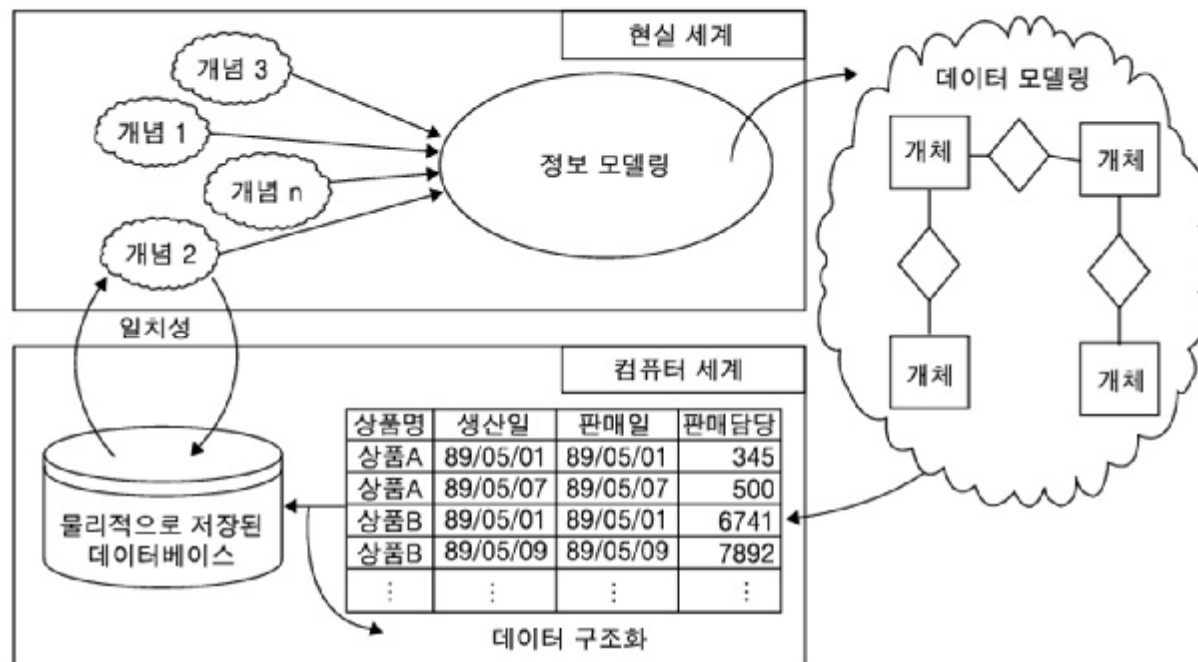 현실 세계
개념 3
개념 1
개념 n
개념 2
정보 모델링
데이터 모델링
개체
개체
개체
개체
일치성
컴퓨터 세계
상품명 생산일 판매일 판매담당
상품A 89/05/01 89/05/01 345
상품A 89/05/07 89/05/07 500
상품B 89/05/01 89/05/01 6741
상품B 89/05/09 89/05/09 7892
⋮ ⋮ ⋮ ⋮
물리적으로 저장된
데이터베이스
데이터 구조화